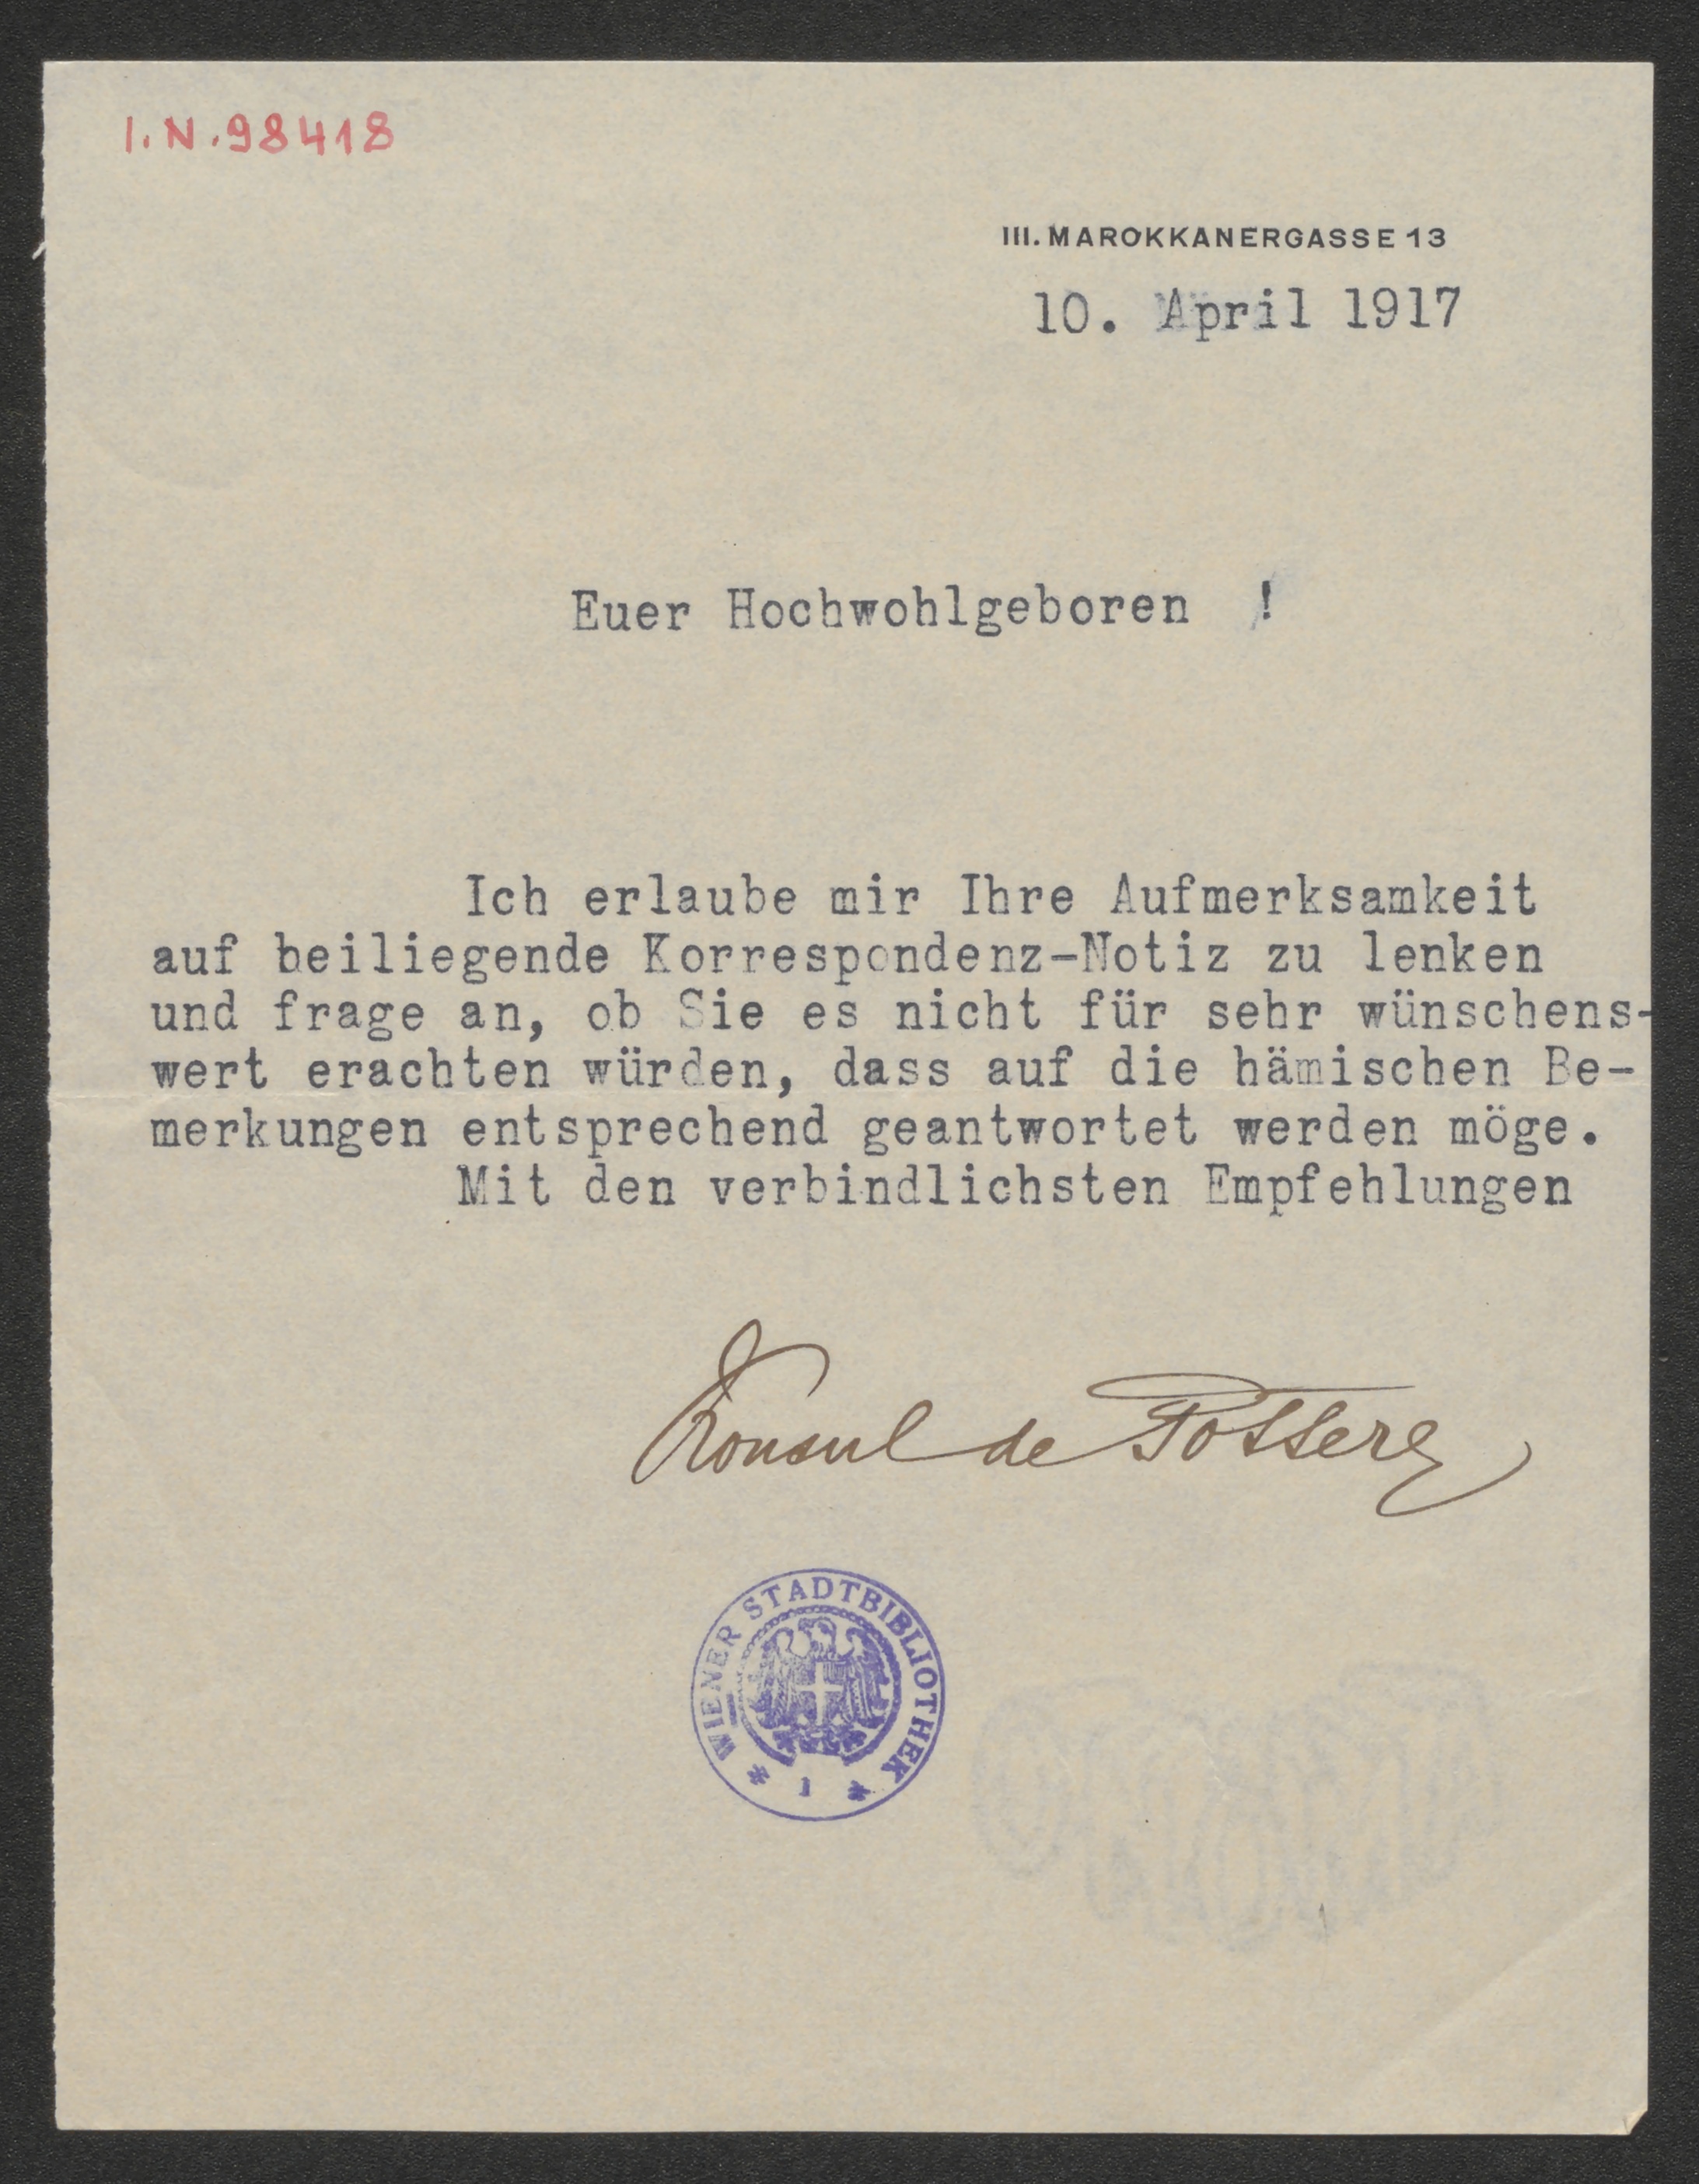 I.N.98418
III. MAROKKANERGASSE 13
10. April 1917
Euer Hochwohlgeboren !
Ich erlaube mir Ihre Aufmerksamkeit
auf beiliegende Korrespondenz-Notiz zu lenken
und frage an, ob Sie es nicht für sehr wünschens-
wert erachten würden, dass auf die hämischen Be-
merkungen entsprechend geantwortet werden möge.
Mit den verbindlichsten Empfehlungen
Konsul de Pottere
* WIENER STADTBIBLIOTHEK *
1